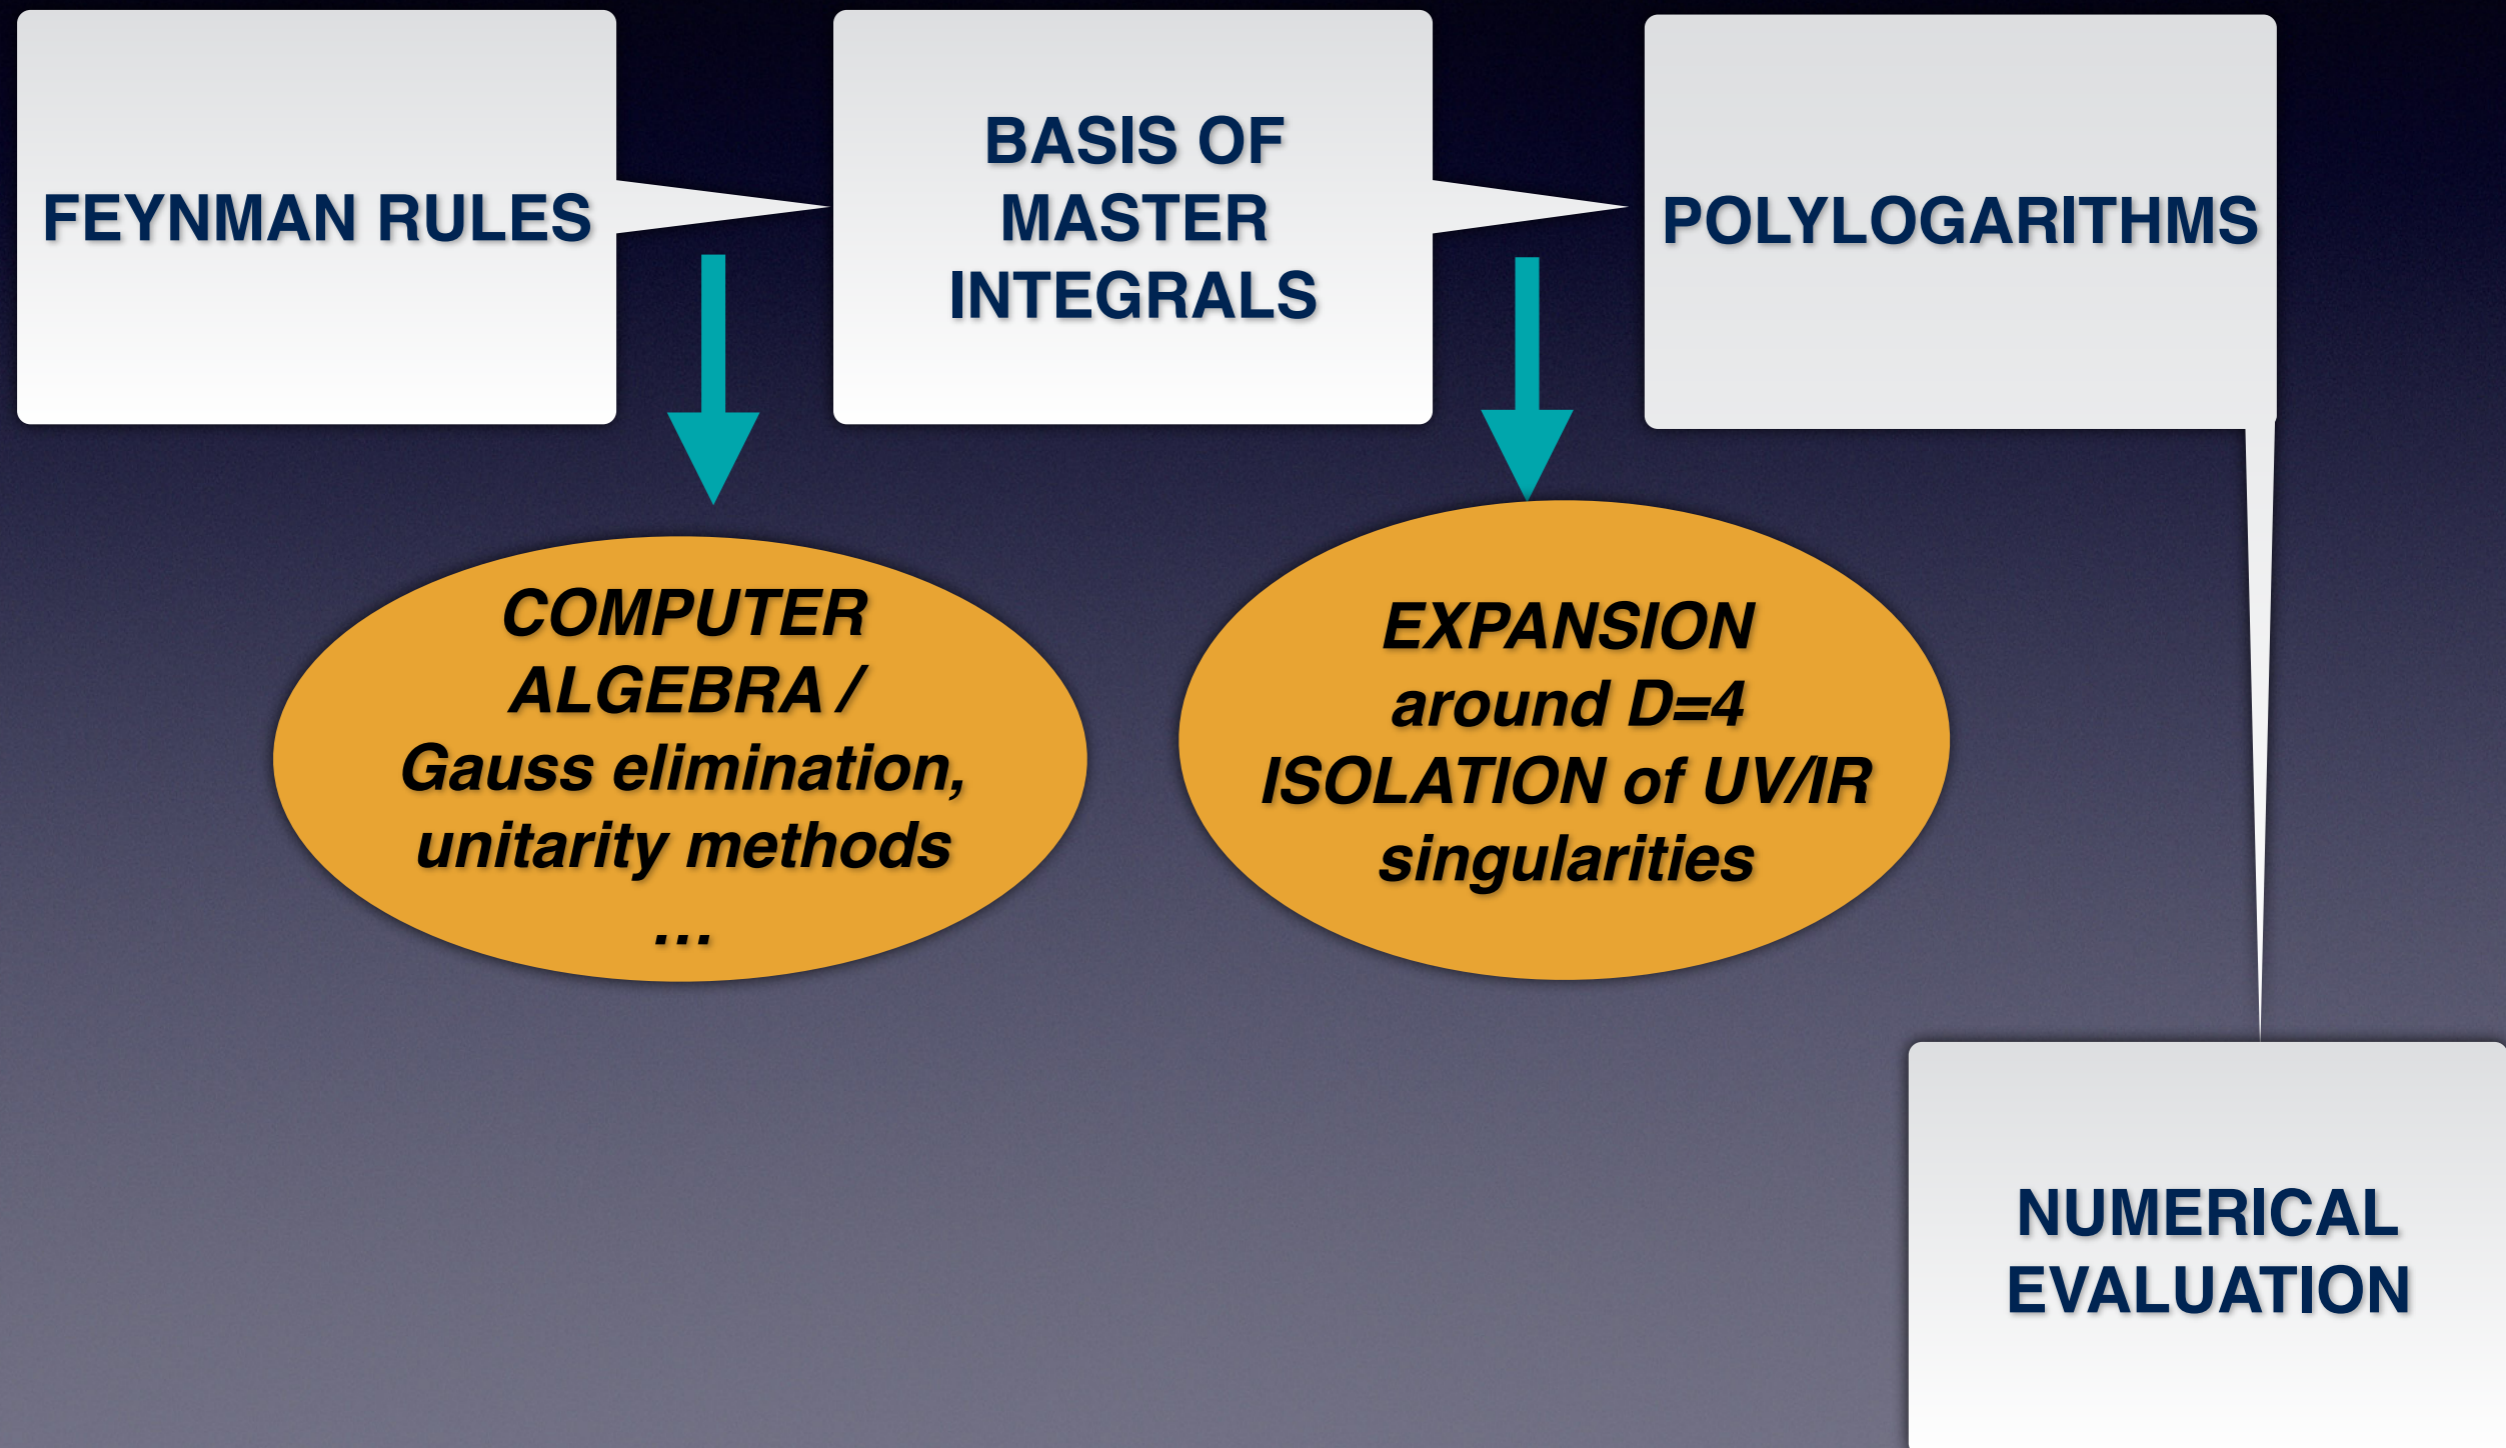 FEYNMAN RULES
BASIS OF
MASTER
INTEGRALS
POLYLOGARITHMS
COMPUTER
ALGEBRA /
Gauss elimination,
unitarity methods
...
EXPANSION
around D=4
ISOLATION of UV/IR
singularities
NUMERICAL
EVALUATION